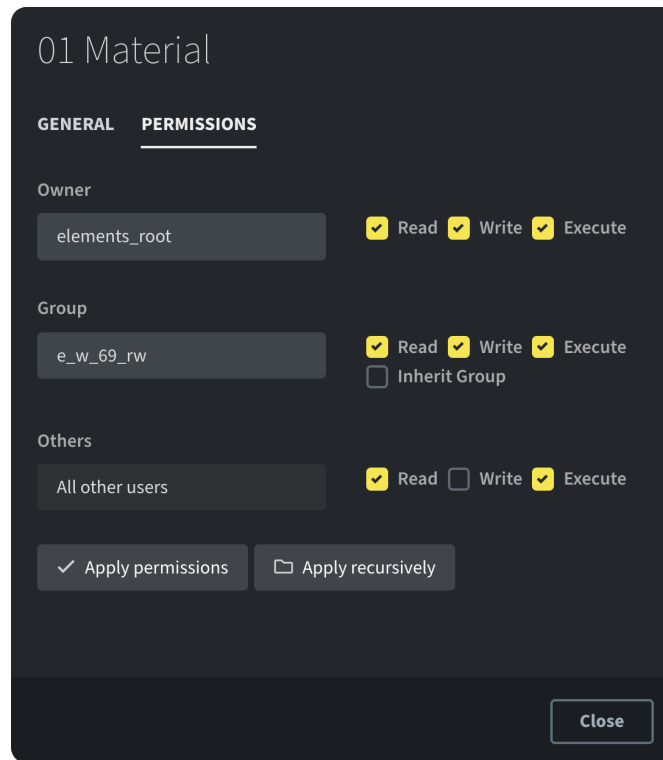 01 Material
GENERAL PERMISSIONS
Owner
elements_root Read Write Execute
Group
e_w_69_rw Read Write Execute
Inherit Group
Others
All other users Read Write Execute
Apply permissions Apply recursively
Close